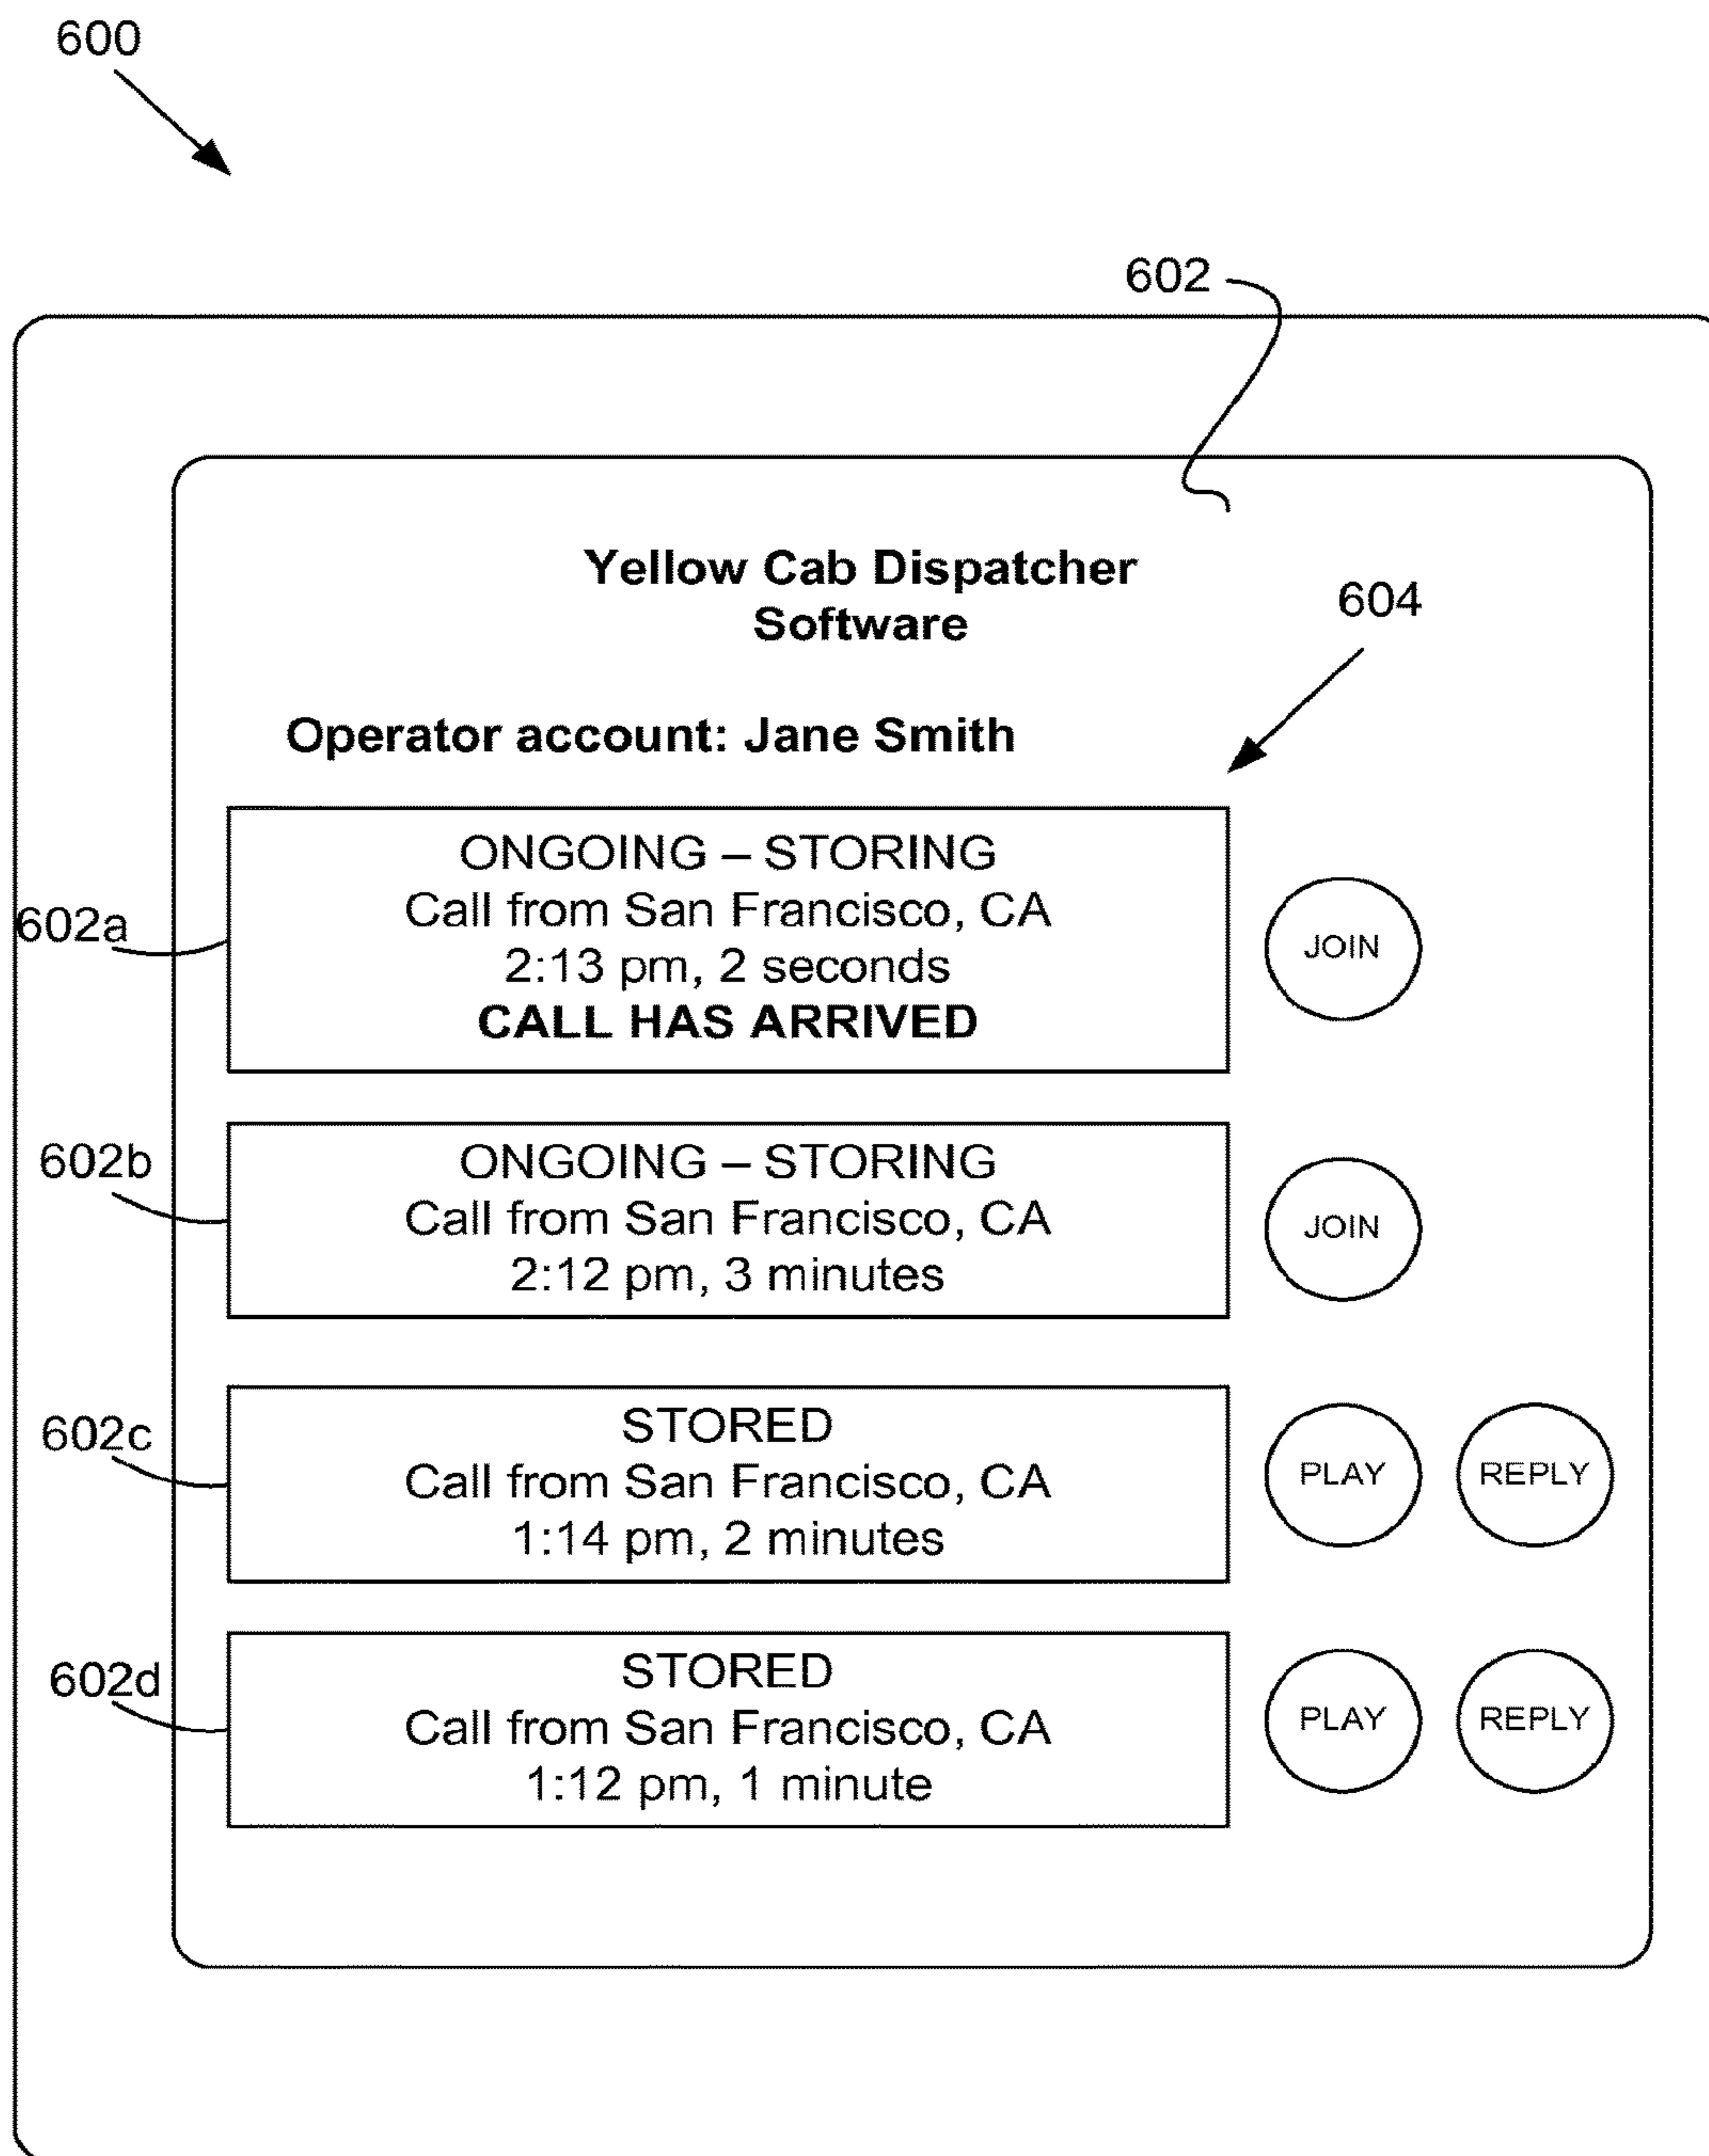 600
602
Yellow Cab Dispatcher
Software
604
Operator account: Jane Smith
602a
ONGOING – STORING
Call from San Francisco, CA
2:13 pm, 2 seconds
CALL HAS ARRIVED
JOIN
602b
ONGOING – STORING
Call from San Francisco, CA
2:12 pm, 3 minutes
JOIN
602c
STORED
Call from San Francisco, CA
1:14 pm, 2 minutes
PLAY
REPLY
602d
STORED
Call from San Francisco, CA
1:12 pm, 1 minute
PLAY
REPLY